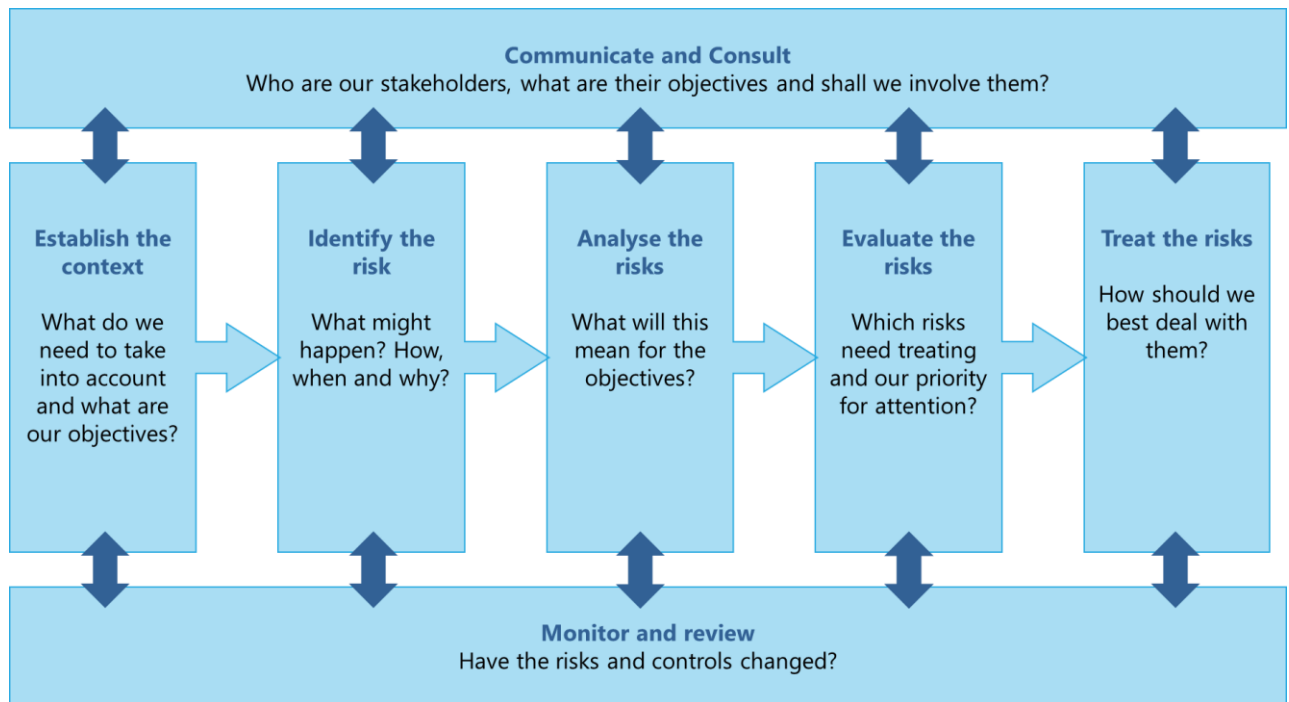 Communicate and Consult
Who are our stakeholders, what are their objectives and shall we involve them?
Establish the
context
What do we
need to take
into account
and what are
our objectives?
Identify the
risk
What might
happen? How,
when and why?
Analyse the
risks
What will this
mean for the
objectives?
Evaluate the
risks
Which risks
need treating
and our priority
for attention?
Treat the risks
How should we
best deal with
them?
Monitor and review
Have the risks and controls changed?